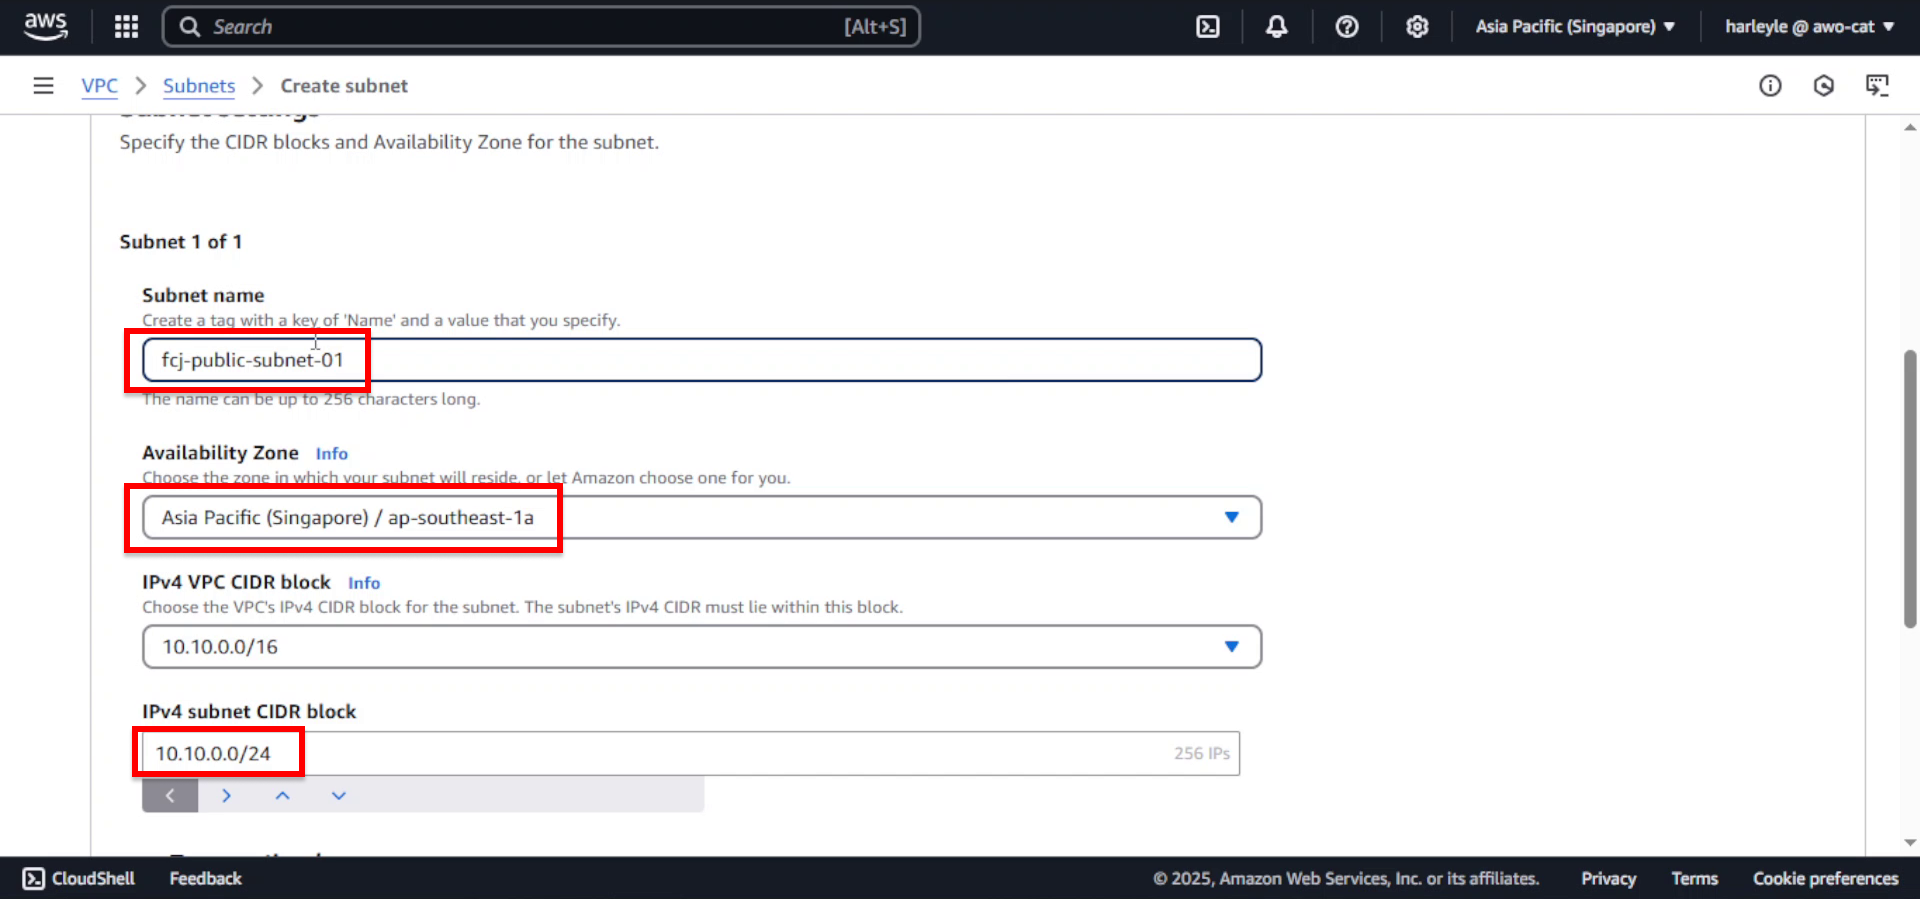 aws
Search [Alt+S]
Asia Pacific (Singapore) ▼
harleyle @ awo-cat ▼
VPC > Subnets > Create subnet
Specify the CIDR blocks and Availability Zone for the subnet.
Subnet 1 of 1
Subnet name
Create a tag with a key of 'Name' and a value that you specify.
fcj-public-subnet-01
The name can be up to 256 characters long.
Availability Zone Info
Choose the zone in which your subnet will reside, or let Amazon choose one for you.
Asia Pacific (Singapore) / ap-southeast-1a
IPv4 VPC CIDR block Info
Choose the VPC's IPv4 CIDR block for the subnet. The subnet's IPv4 CIDR must lie within this block.
10.10.0.0/16
IPv4 subnet CIDR block
10.10.0.0/24
256 IPs
CloudShell Feedback © 2025, Amazon Web Services, Inc. or its affiliates. Privacy Terms Cookie preferences